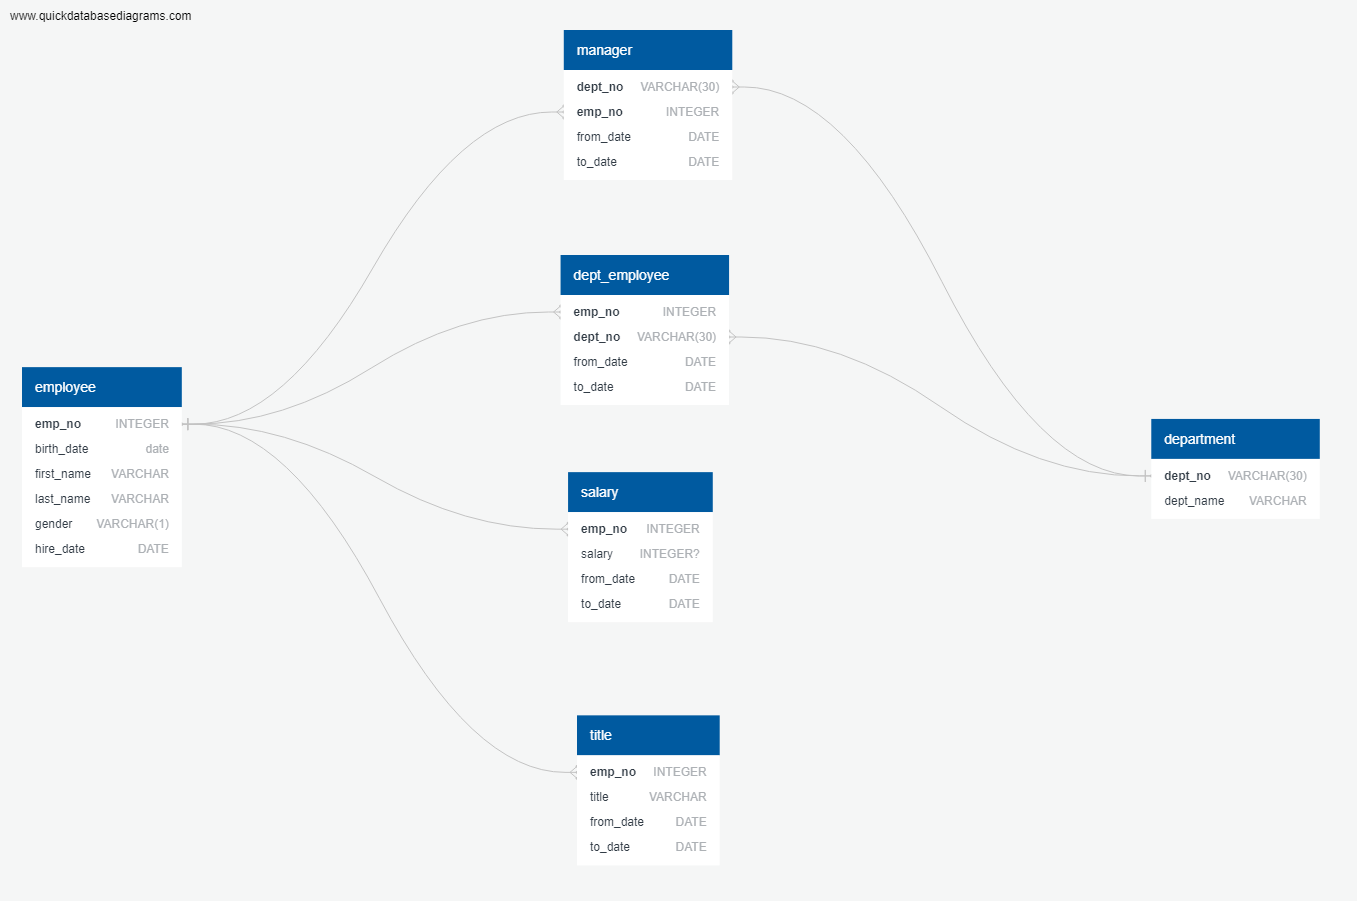 www.quickdatabasediagrams.com
manager
dept_no VARCHAR(30)
emp_no INTEGER
from_date DATE
to_date DATE
dept_employee
emp_no INTEGER
dept_no VARCHAR(30)
from_date DATE
to_date DATE
employee
emp_no INTEGER
birth_date date
first_name VARCHAR
last_name VARCHAR
gender VARCHAR(1)
hire_date DATE
department
dept_no VARCHAR(30)
dept_name VARCHAR
salary
emp_no INTEGER
salary INTEGER?
from_date DATE
to_date DATE
title
emp_no INTEGER
title VARCHAR
from_date DATE
to_date DATE